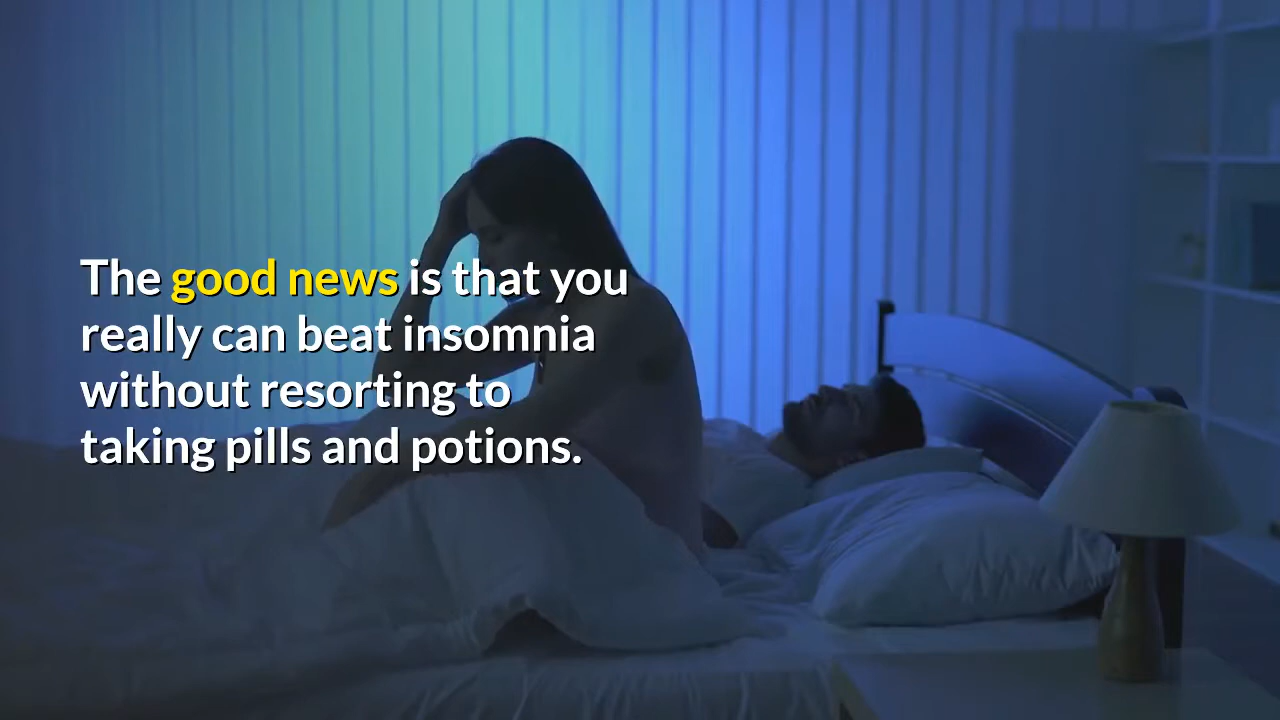 The good news is that you
really can beat insomnia
without resorting to
taking pills and potions.